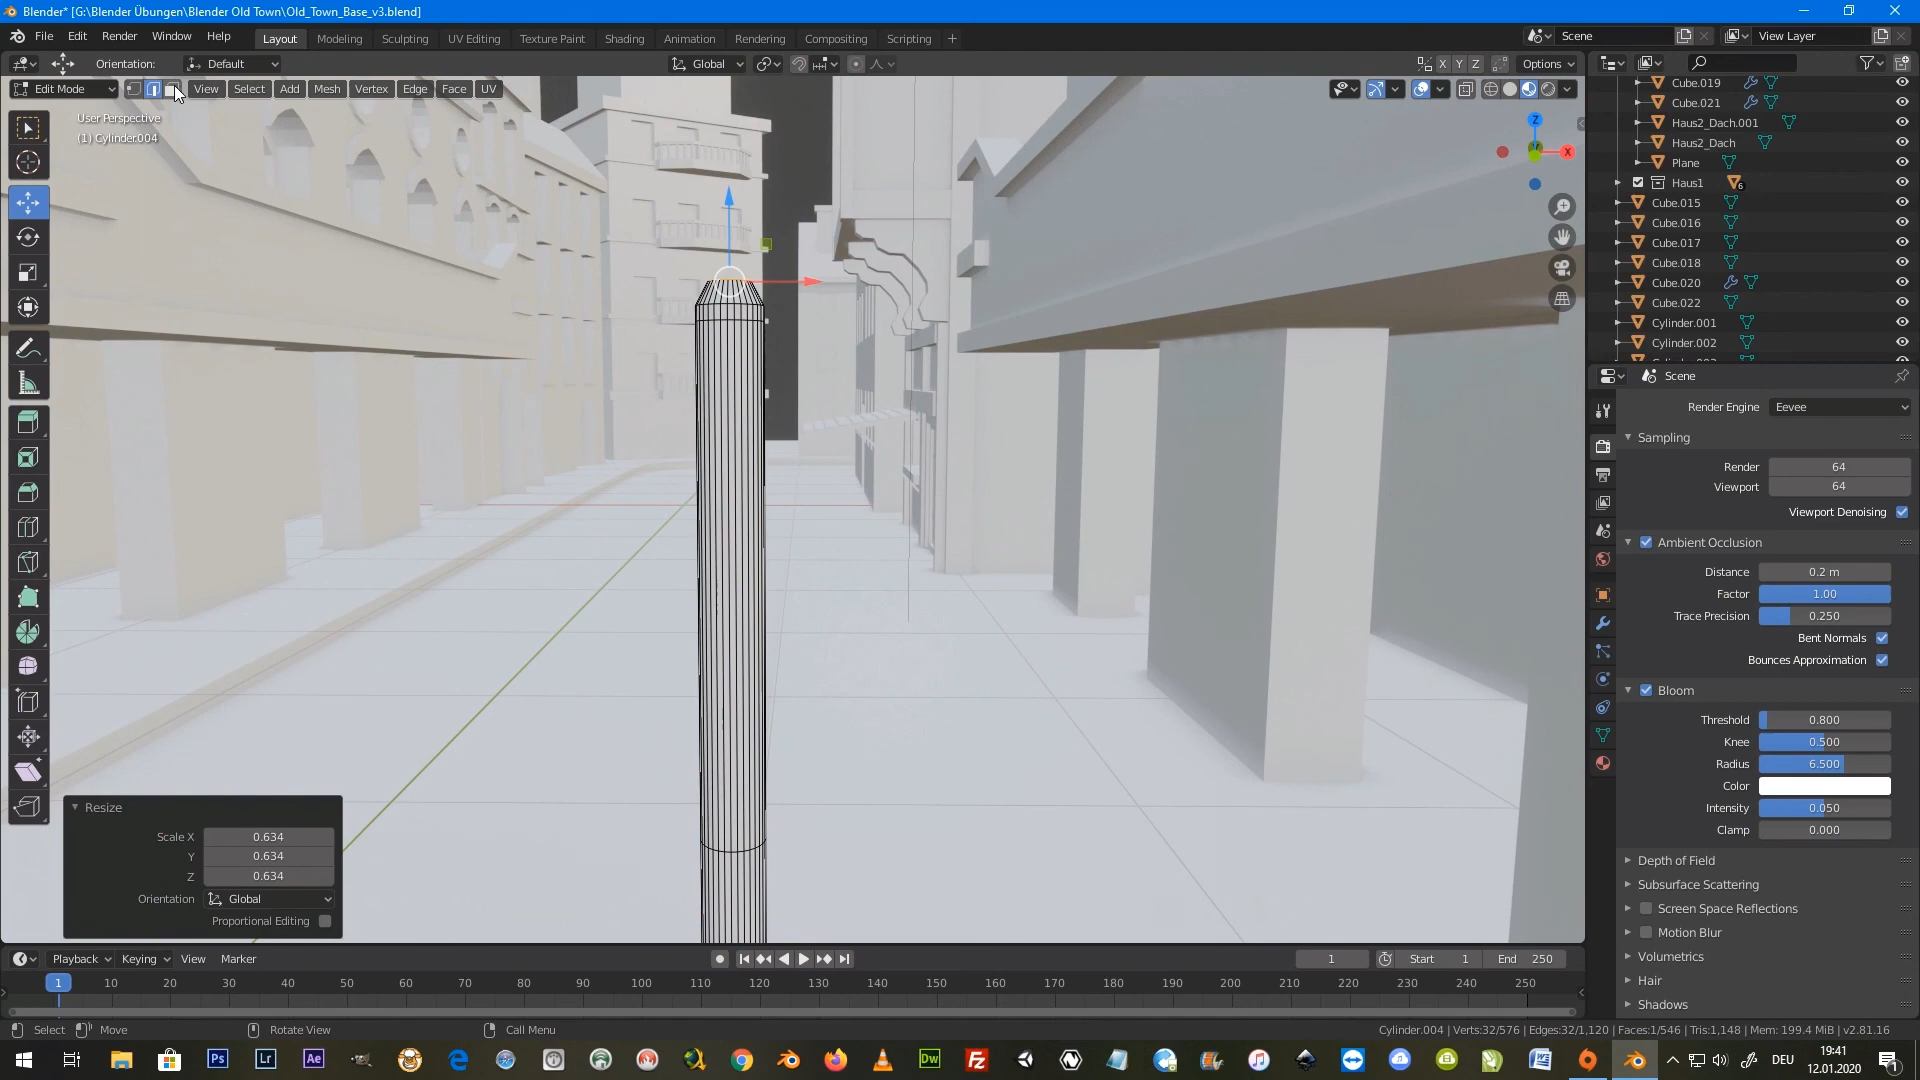 Blender* [G:\Blender Übungen\Blender Old Town\Old_Town_Base_v3.blend]
File Edit Render Window Help
Layout Modeling Sculpting UV Editing Texture Paint Shading Animation Rendering Compositing Scripting +
Scene
View Layer
Orientation: Default
Global
X Y Z Options
Edit Mode
View Select Add Mesh Vertex Edge Face UV
User Perspective
(1) Cylinder.004
Z
X
Cube.019
Cube.021
Haus2_Dach.001
Haus2_Dach
Plane
Haus1 6
Cube.015
Cube.016
Cube.017
Cube.018
Cube.020
Cube.022
Cylinder.001
Cylinder.002
Scene
Render Engine Eevee
Sampling
Render 64
Viewport 64
Viewport Denoising
Ambient Occlusion
Distance 0.2 m
Factor 1.00
Trace Precision 0.250
Bent Normals
Bounces Approximation
Bloom
Threshold 0.800
Knee 0.500
Radius 6.500
Color
Intensity 0.050
Clamp 0.000
Depth of Field
Subsurface Scattering
Screen Space Reflections
Motion Blur
Volumetrics
Hair
Shadows
Resize
Scale X 0.634
Y 0.634
Z 0.634
Orientation Global
Proportional Editing
Playback Keying View Marker
1 Start 1 End 250
1 10 20 30 40 50 60 70 80 90 100 110 120 130 140 150 160 170 180 190 200 210 220 230 240 250
Select Move Rotate View Call Menu
Cylinder.004 | Verts:32/576 | Edges:32/1,120 | Faces:1/546 | Tris:1,148 | Mem: 199.4 MiB | v2.81.16
Ps Lr Ae Dw
DEU
19:41
12.01.2020
1